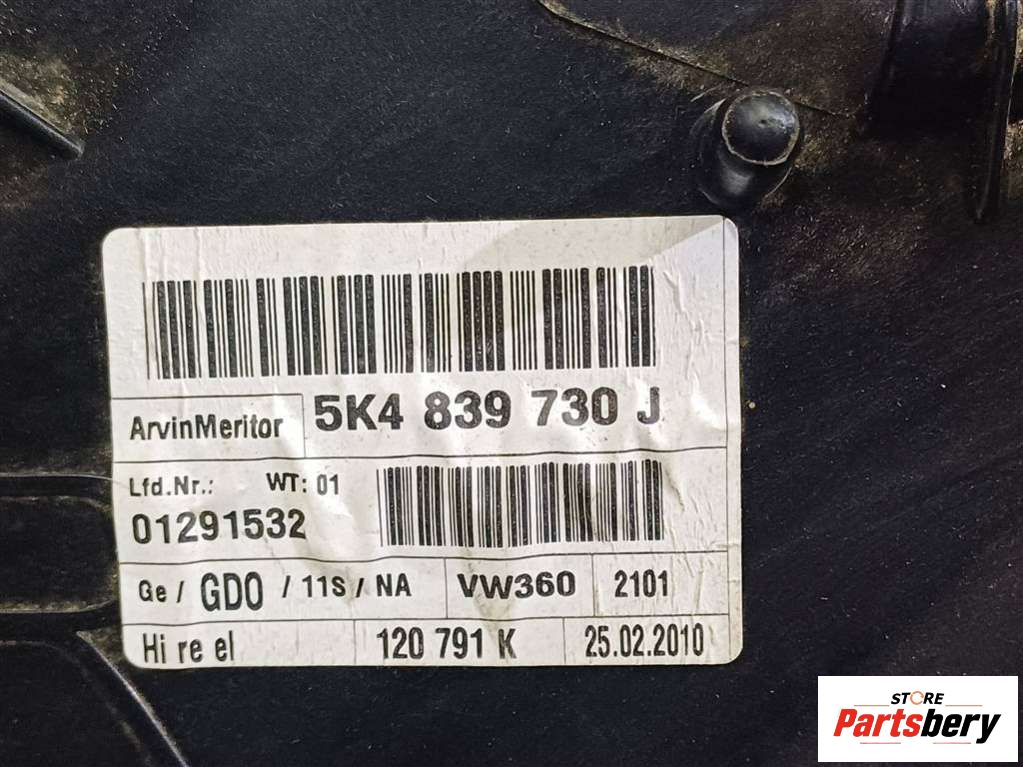 5K4 839 730 J
ArvinMeritor
Lfd.Nr.: WT: 01
01291532
Ge / GDO / 11S / NA VW360 2101
Hi re el 120 791 K 25.02.2010
STORE
Partsbery